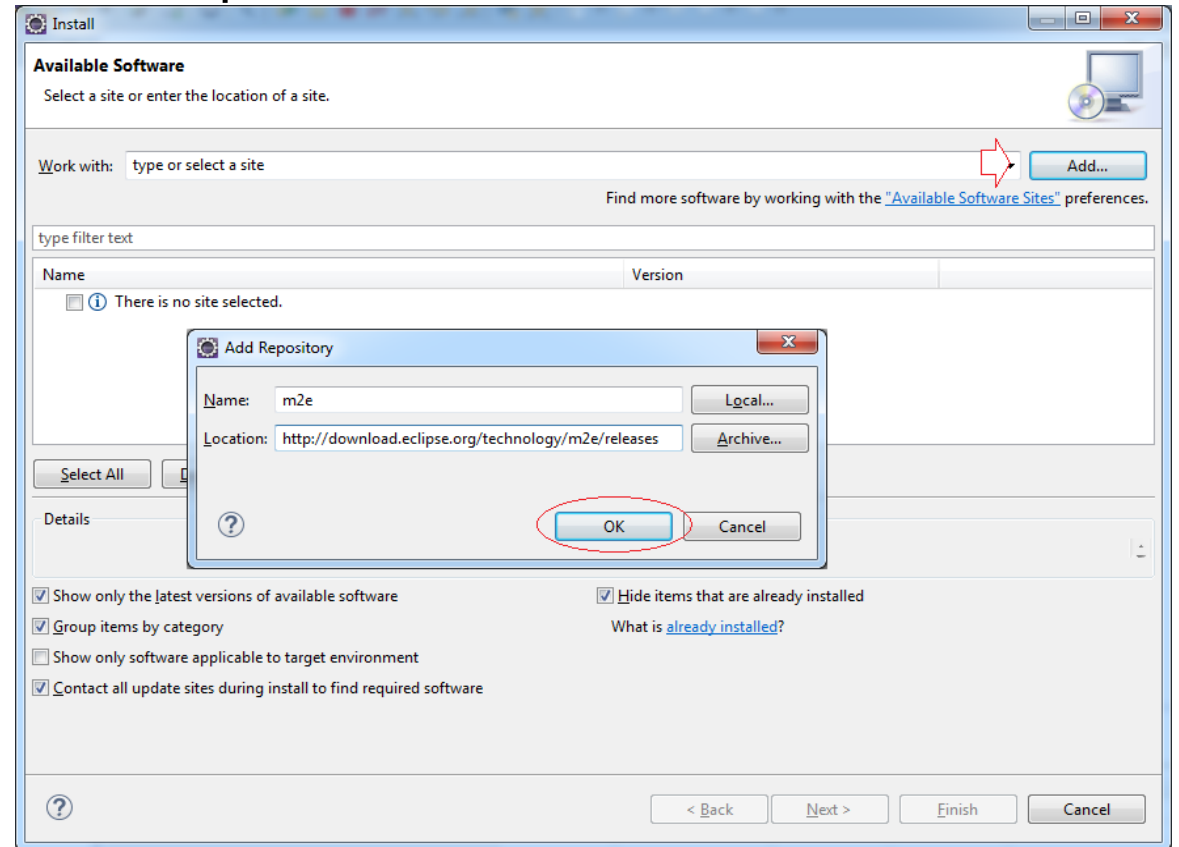 Install
Available Software
Select a site or enter the location of a site.
Work with: type or select a site Add...
Find more software by working with the "Available Software Sites" preferences.
type filter text
Name Version
There is no site selected.
Add Repository
Name: m2e Local...
Location: http://download.eclipse.org/technology/m2e/releases Archive...
Select All
OK Cancel
Details
Show only the latest versions of available software Hide items that are already installed
Group items by category What is already installed?
Show only software applicable to target environment
Contact all update sites during install to find required software
< Back Next > Finish Cancel